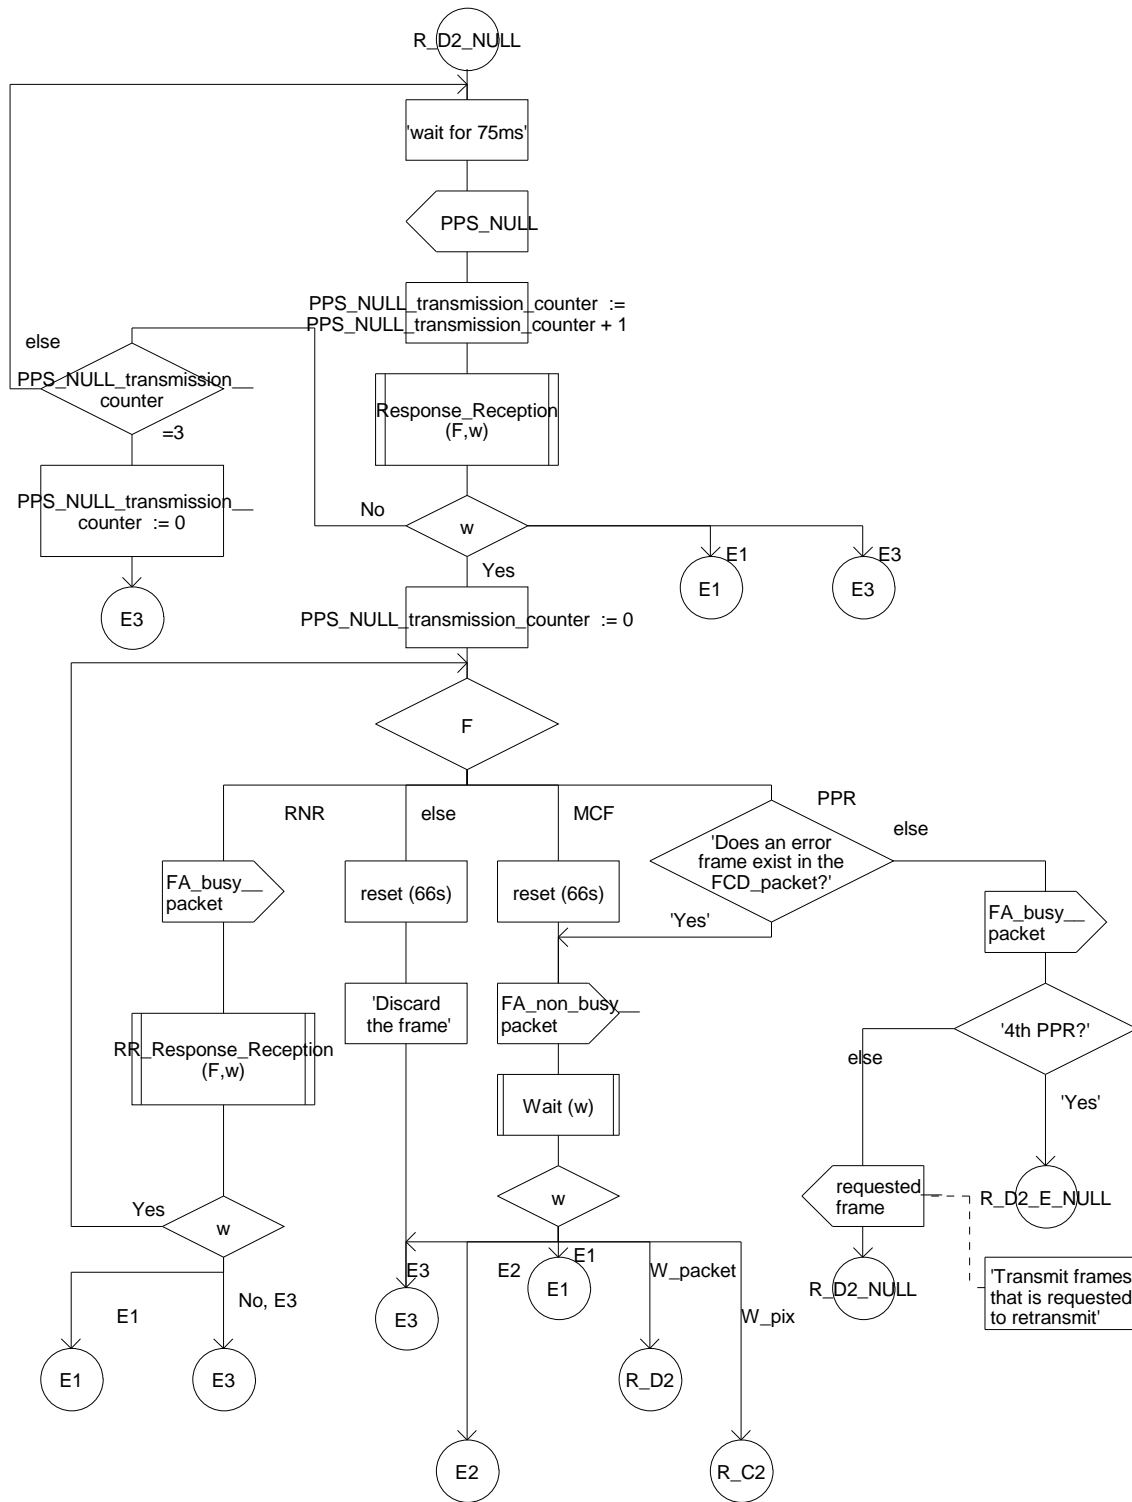 R_D2_NULL
'wait for 75ms'
PPS_NULL
PPS_NULL_transmission_counter :=
PPS_NULL_transmission_counter + 1
else
PPS_NULL_transmission__
counter
=3
Response_Reception
(F,w)
PPS_NULL_transmission__
counter := 0
No
w
E1
E3
Yes
E1
E3
E3
PPS_NULL_transmission_counter := 0
F
RNR
else
MCF
PPR
else
'Does an error
frame exist in the
FCD_packet?'
FA_busy__
packet
reset (66s)
reset (66s)
'Yes'
FA_busy__
packet
'Discard
the frame'
FA_non_busy__
packet
'4th PPR?'
else
RR_Response_Reception
(F,w)
Wait (w)
'Yes'
Yes
w
w
requested
frame
R_D2_E_NULL
E3
E2
E1
W_packet
'Transmit frames
that is requested
to retransmit'
R_D2_NULL
E1
No, E3
E3
E1
W_pix
E1
E3
R_D2
E2
R_C2